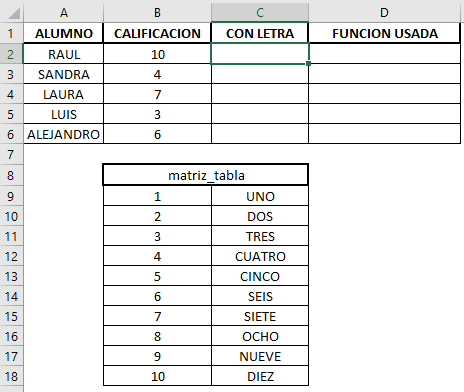 A B C D
1 ALUMNO CALIFICACION CON LETRA FUNCION USADA
2 RAUL 10
3 SANDRA 4
4 LAURA 7
5 LUIS 3
6 ALEJANDRO 6
7
8 matriz_tabla
9 1 UNO
10 2 DOS
11 3 TRES
12 4 CUATRO
13 5 CINCO
14 6 SEIS
15 7 SIETE
16 8 OCHO
17 9 NUEVE
18 10 DIEZ